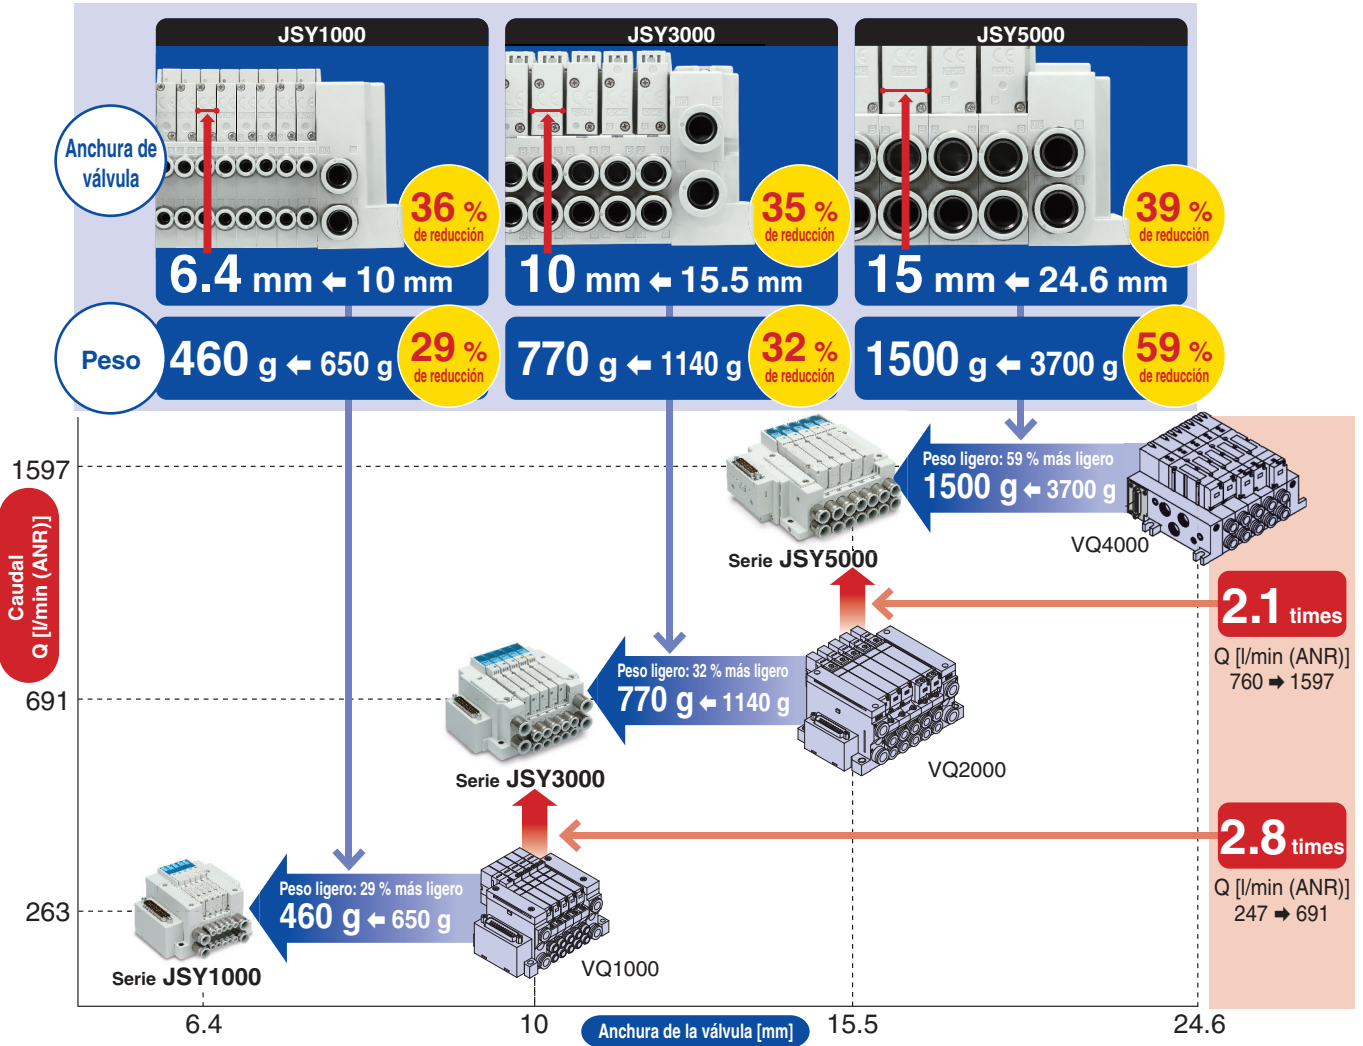 JSY1000
JSY3000
JSY5000
Anchura de
válvula
36 %
de reducción
35 %
de reducción
39 %
de reducción
6.4 mm ← 10 mm
10 mm ← 15.5 mm
15 mm ← 24.6 mm
Peso
460 g ← 650 g
29 %
de reducción
770 g ← 1140 g
32 %
de reducción
1500 g ← 3700 g
59 %
de reducción
1597
Peso ligero: 59 % más ligero
1500 g ← 3700 g
VQ4000
Serie JSY5000
Caudal
Q [l/min (ANR)]
2.1 times
Q [l/min (ANR)]
760 ➡ 1597
691
Peso ligero: 32 % más ligero
770 g ← 1140 g
VQ2000
Serie JSY3000
2.8 times
Q [l/min (ANR)]
247 ➡ 691
263
Peso ligero: 29 % más ligero
460 g ← 650 g
VQ1000
Serie JSY1000
6.4
10
15.5
24.6
Anchura de la válvula [mm]